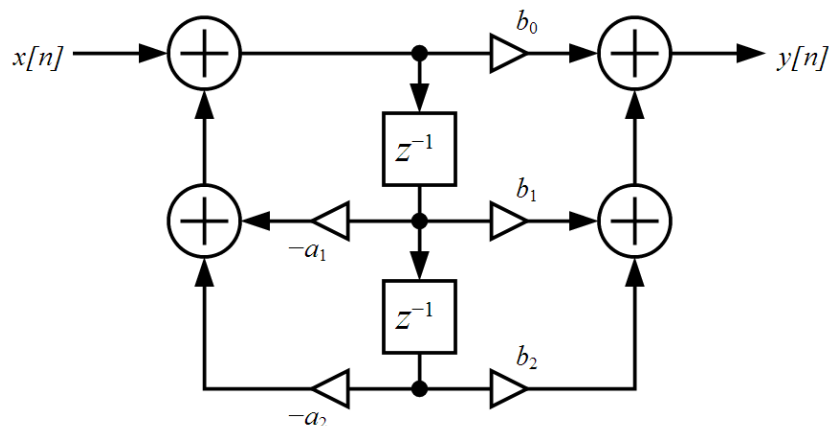 b₀
x[n]
y[n]
z⁻¹
b₁
−a₁
z⁻¹
b₂
−a₂